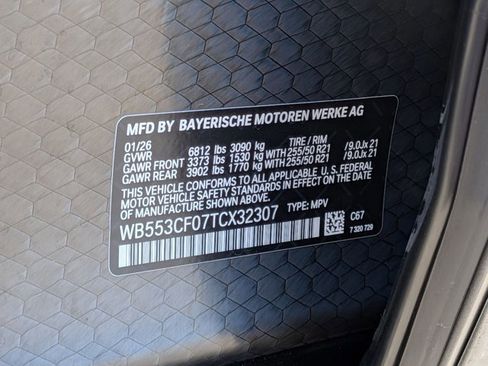 MFD BY BAYERISCHE MOTOREN WERKE AG
01/26 TIRE / RIM
GVWR 6812 lbs 3090 kg
GAWR FRONT 3373 lbs 1530 kg WITH 255/50 R21 / 9.0Jx 21
GAWR REAR 3902 lbs 1770 kg WITH 255/50 R21 / 9.0Jx 21
THIS VEHICLE CONFORMS TO ALL APPLICABLE U.S. FEDERAL
MOTOR VEHICLE SAFETY STANDARDS IN EFFECT ON THE
DATE OF MANUFACTURE SHOWN ABOVE.
WB553CF07TCX32307 TYPE: MPV
C67
7 320 729